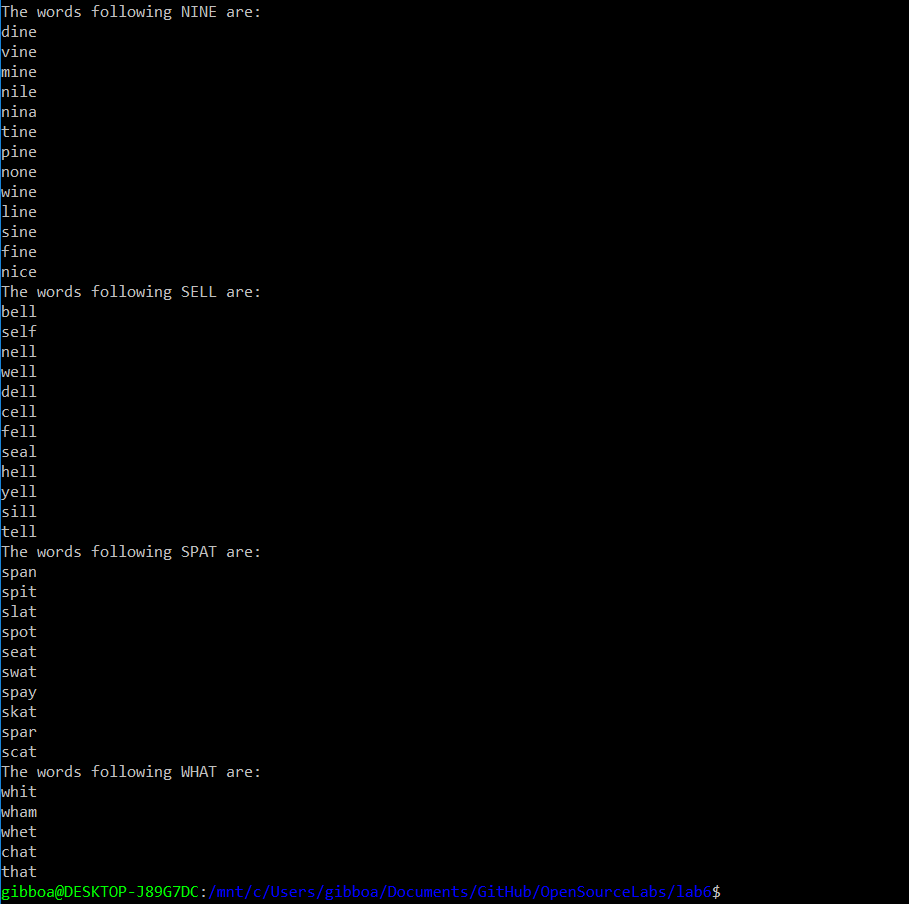 The words following NINE are:
dine
vine
mine
nile
nina
tine
pine
none
wine
line
sine
fine
nice
The words following SELL are:
bell
self
nell
well
dell
cell
fell
seal
hell
yell
sill
tell
The words following SPAT are:
span
spit
slat
spot
seat
swat
spay
skat
spar
scat
The words following WHAT are:
whit
wham
whet
chat
that
gibboa@DESKTOP-J89G7DC:/mnt/c/Users/gibboa/Documents/GitHub/OpenSourceLabs/lab6$